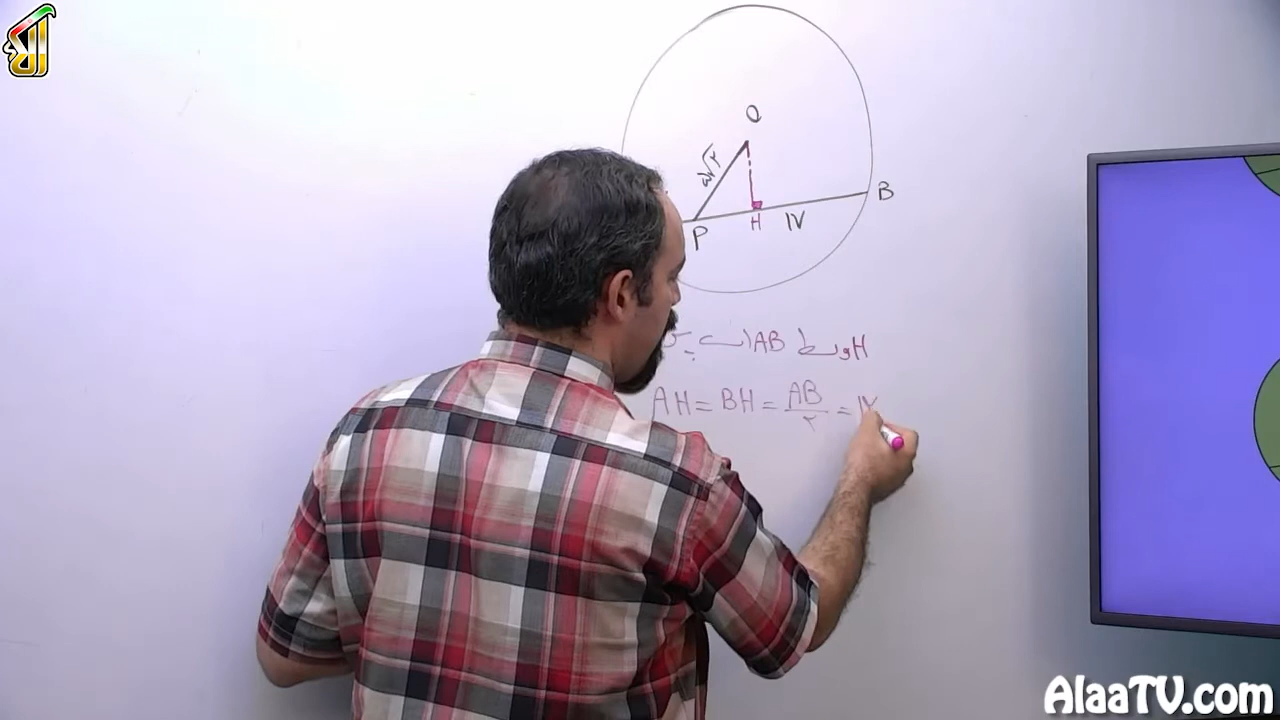 O
۵√۲
B
P
H
۱۷
H وسط AB است پس
AH = BH = AB/۲ = ۱۷
AlaaTV.com